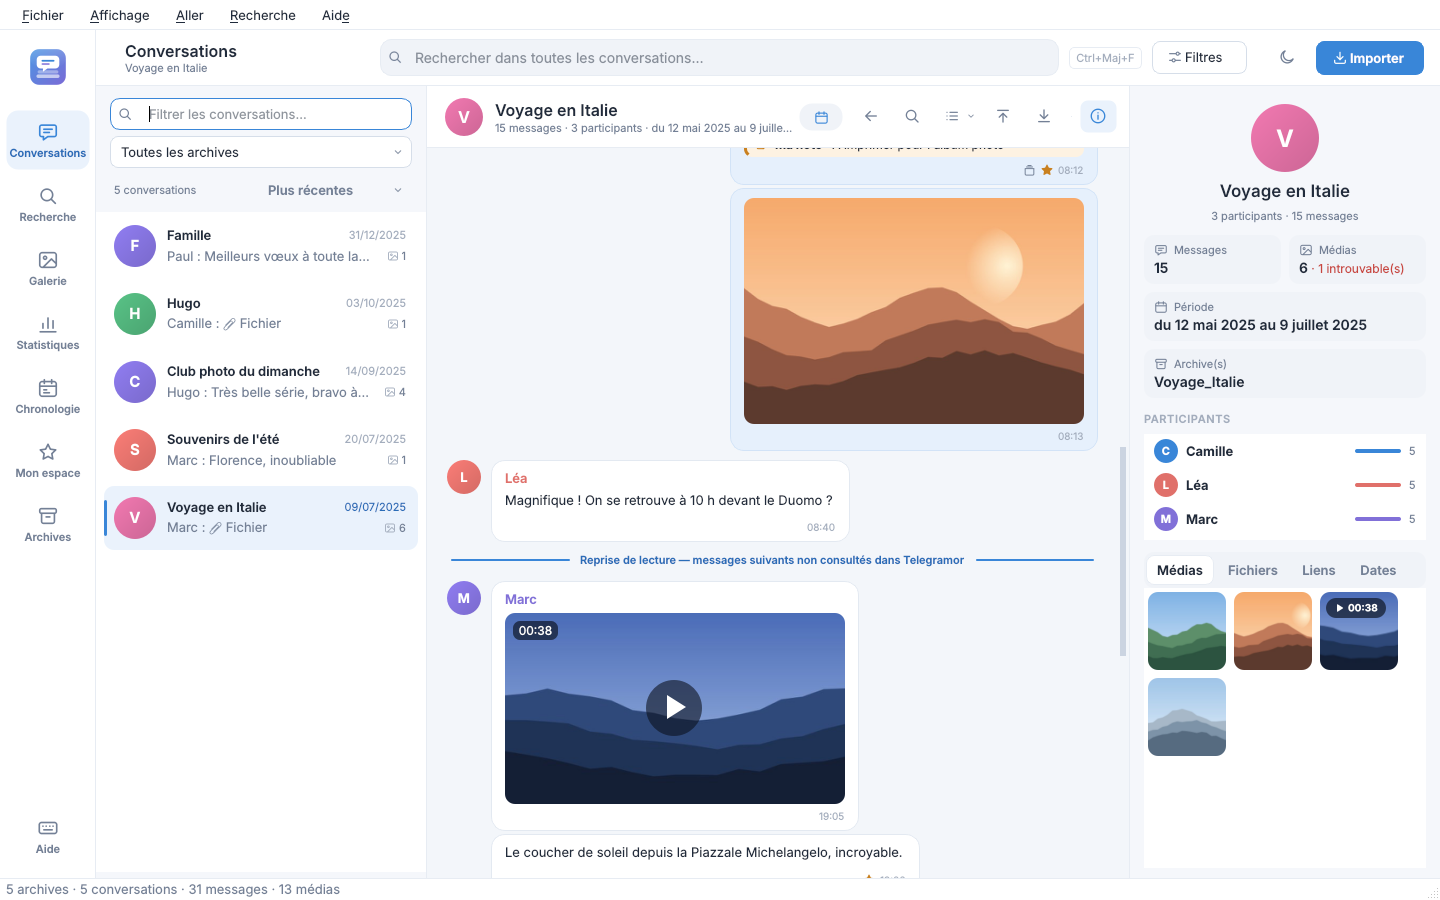 Fichier Affichage Aller Recherche Aide
Conversations
Voyage en Italie
Rechercher dans toutes les conversations...
Ctrl+Maj+F
Filtres
Importer
Conversations
Recherche
Galerie
Statistiques
Chronologie
Mon espace
Archives
Aide
Filtrer les conversations...
Toutes les archives
5 conversations
Plus récentes
F
Famille
31/12/2025
Paul : Meilleurs vœux à toute la...
1
H
Hugo
03/10/2025
Camille : Fichier
1
C
Club photo du dimanche
14/09/2025
Hugo : Très belle série, bravo à...
4
S
Souvenirs de l'été
20/07/2025
Marc : Florence, inoubliable
1
V
Voyage en Italie
09/07/2025
Marc : Fichier
6
V
Voyage en Italie
15 messages · 3 participants · du 12 mai 2025 au 9 juille...
08:12
08:13
L
Léa
Magnifique ! On se retrouve à 10 h devant le Duomo ?
08:40
Reprise de lecture — messages suivants non consultés dans Telegramor
M
Marc
00:38
19:05
Le coucher de soleil depuis la Piazzale Michelangelo, incroyable.
V
Voyage en Italie
3 participants · 15 messages
Messages
15
Médias
6 · 1 introuvable(s)
Période
du 12 mai 2025 au 9 juillet 2025
Archive(s)
Voyage_Italie
PARTICIPANTS
C Camille 5
L Léa 5
M Marc 5
Médias Fichiers Liens Dates
00:38
5 archives · 5 conversations · 31 messages · 13 médias